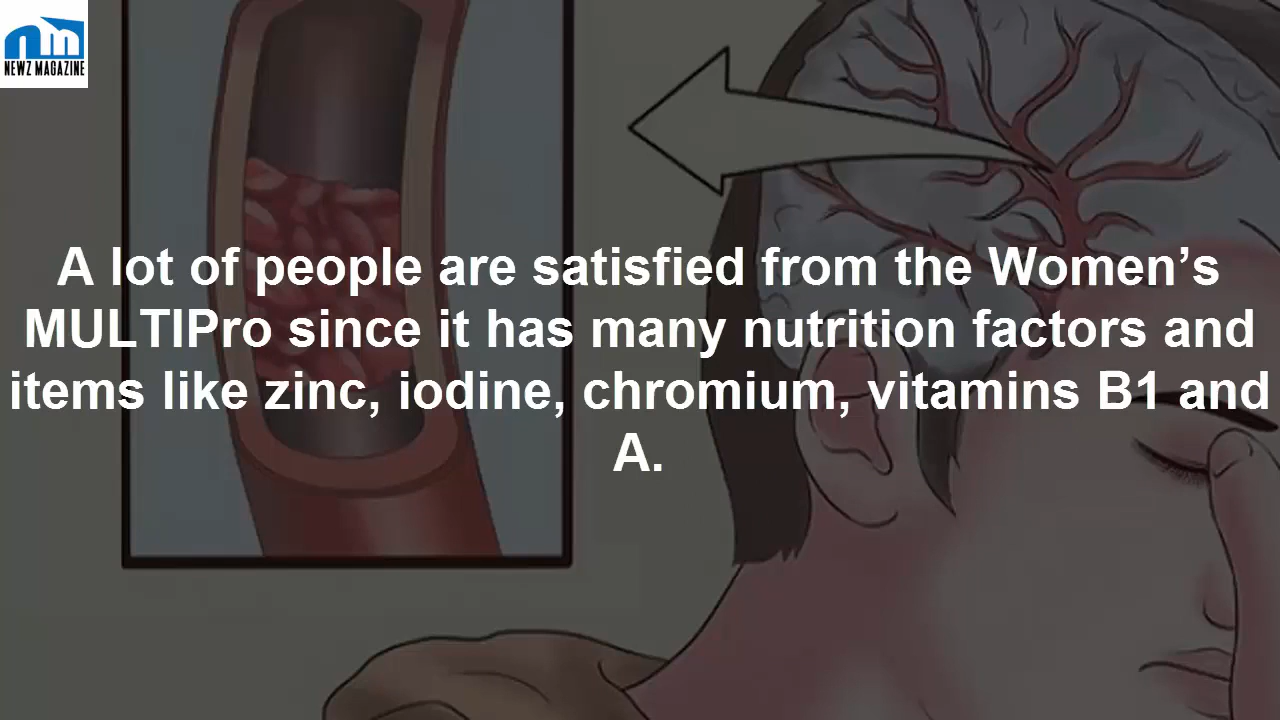 nm
NEWZ MAGAZINE
A lot of people are satisfied from the Women’s
MULTIPro since it has many nutrition factors and
items like zinc, iodine, chromium, vitamins B1 and
A.